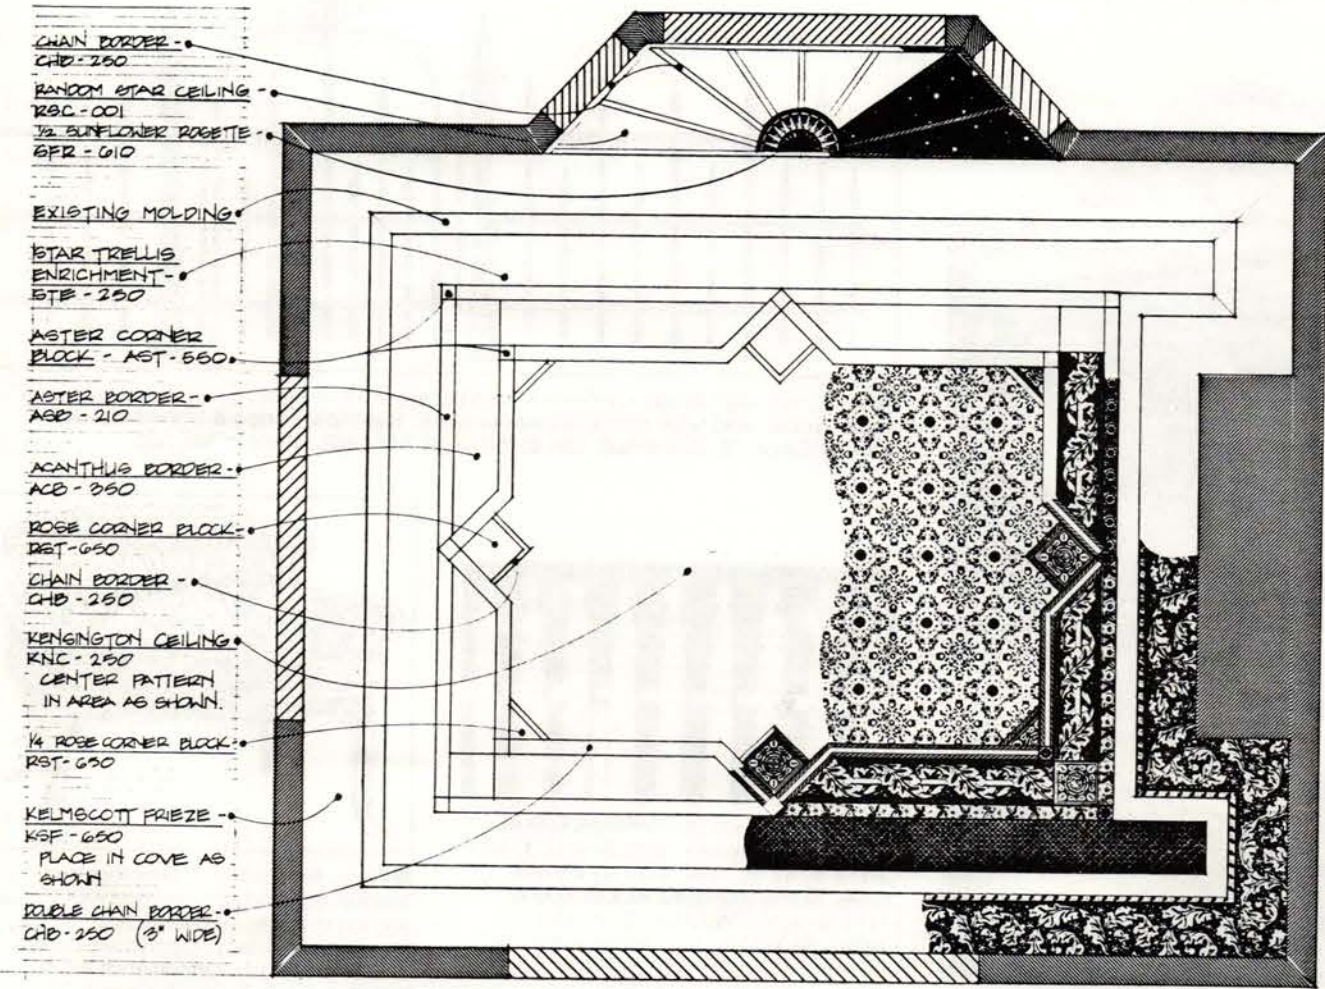 CHAIN BORDER -
CHB - 250
RANDOM STAR CEILING -
RSC - 001
1/2 SUNFLOWER ROSETTE -
SFR - 610
EXISTING MOLDING
STAR TRELLIS
ENRICHMENT -
STE - 250
ASTER CORNER
BLOCK - AST - 550
ASTER BORDER -
ASB - 210
ACANTHUS BORDER -
ACB - 350
ROSE CORNER BLOCK -
RST - 650
CHAIN BORDER -
CHB - 250
KENSINGTON CEILING
KNC - 250
CENTER PATTERN
IN AREA AS SHOWN.
1/4 ROSE CORNER BLOCK -
RST - 650
KELMSCOTT FRIEZE -
KSF - 650
PLACE IN COVE AS
SHOWN
DOUBLE CHAIN BORDER -
CHB - 250 (3" WIDE)